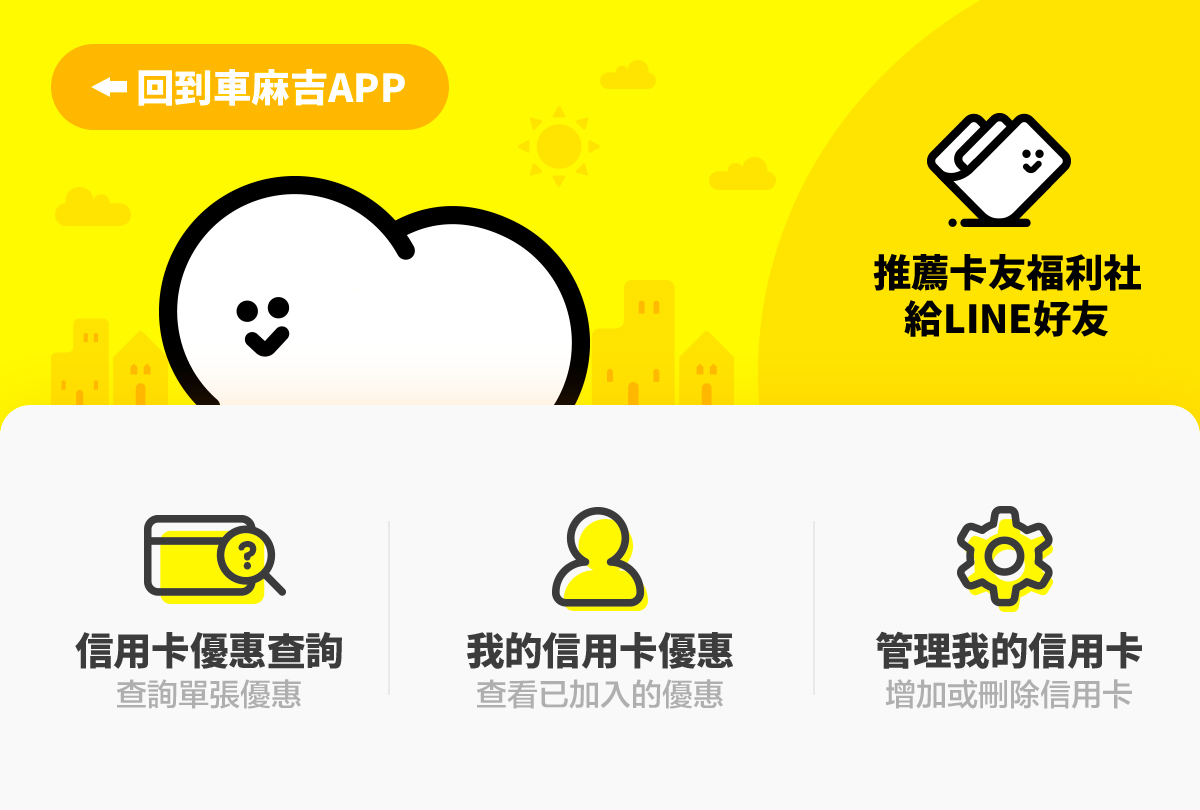 回到車麻吉APP
推薦卡友福利社
給LINE好友
?
信用卡優惠查詢
查詢單張優惠
我的信用卡優惠
查看已加入的優惠
管理我的信用卡
增加或刪除信用卡